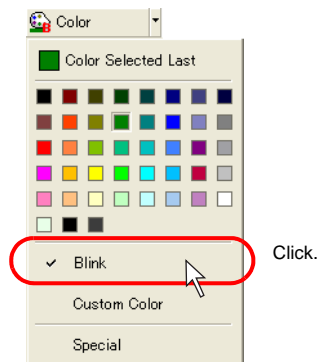 Color
Color Selected Last
Blink
Click.
Custom Color
Special